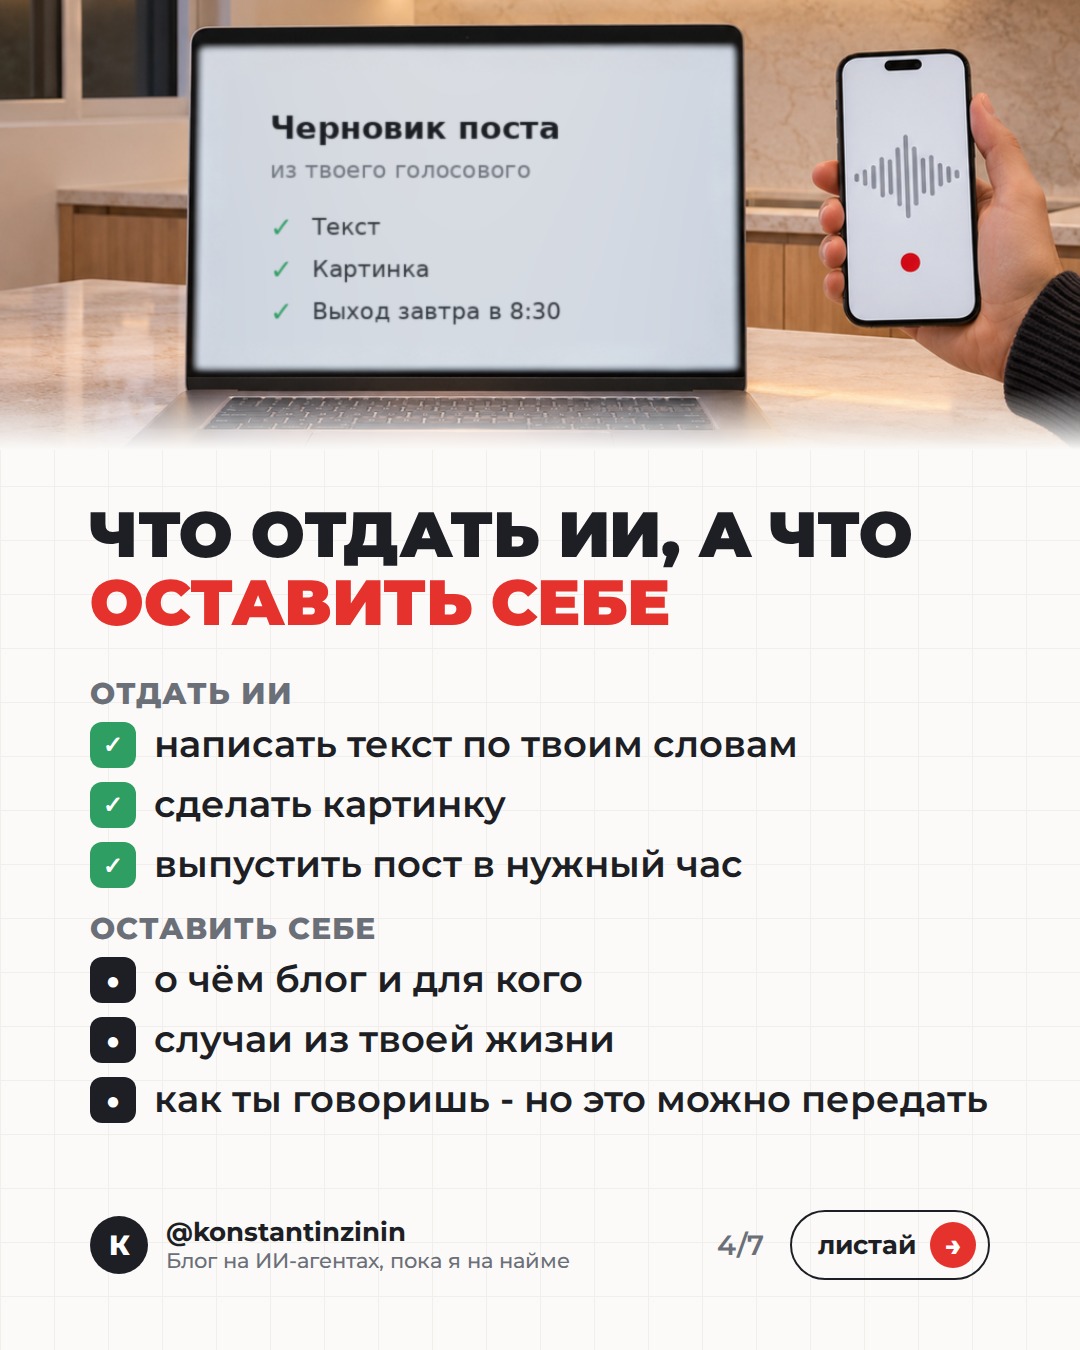 Черновик поста
из твоего голосового
✓ Текст
✓ Картинка
✓ Выход завтра в 8:30
ЧТО ОТДАТЬ ИИ, А ЧТО
ОСТАВИТЬ СЕБЕ
ОТДАТЬ ИИ
✓ написать текст по твоим словам
✓ сделать картинку
✓ выпустить пост в нужный час
ОСТАВИТЬ СЕБЕ
• о чём блог и для кого
• случаи из твоей жизни
• как ты говоришь - но это можно передать
К
@konstantinzinin
Блог на ИИ-агентах, пока я на найме
4/7
листай →